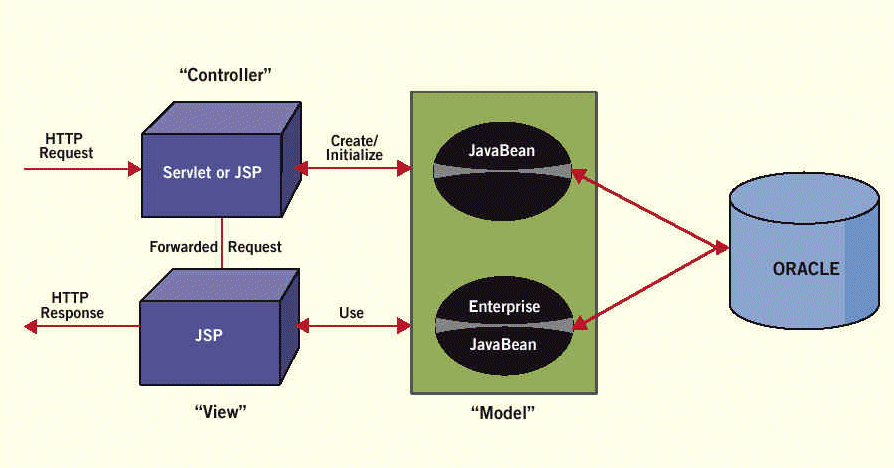 “Controller”
HTTP
Request
Servlet or JSP
Create/
Initialize
JavaBean
Forwarded Request
ORACLE
HTTP
Response
JSP
Use
Enterprise
JavaBean
“View”
“Model”